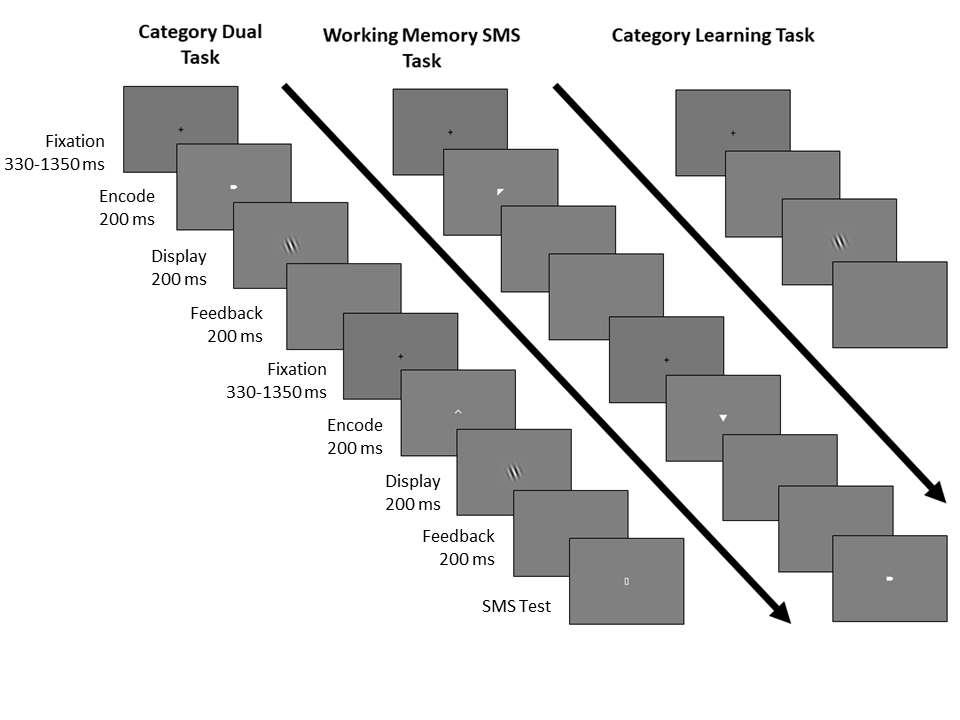 Category Dual
Task
Working Memory SMS
Task
Category Learning Task
Fixation
330-1350 ms
Encode
200 ms
Display
200 ms
Feedback
200 ms
Fixation
330-1350 ms
Encode
200 ms
Display
200 ms
Feedback
200 ms
SMS Test